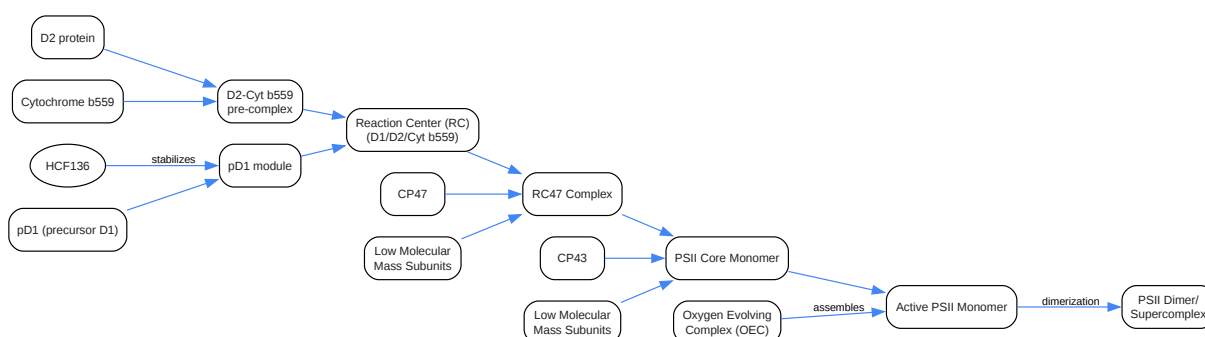 D2 protein
Cytochrome b559
D2-Cyt b559
pre-complex
HCF136
stabilizes
pD1 module
pD1 (precursor D1)
Reaction Center (RC)
(D1/D2/Cyt b559)
CP47
RC47 Complex
Low Molecular
Mass Subunits
CP43
PSII Core Monomer
Low Molecular
Mass Subunits
Oxygen Evolving
Complex (OEC)
assembles
Active PSII Monomer
dimerization
PSII Dimer/
Supercomplex